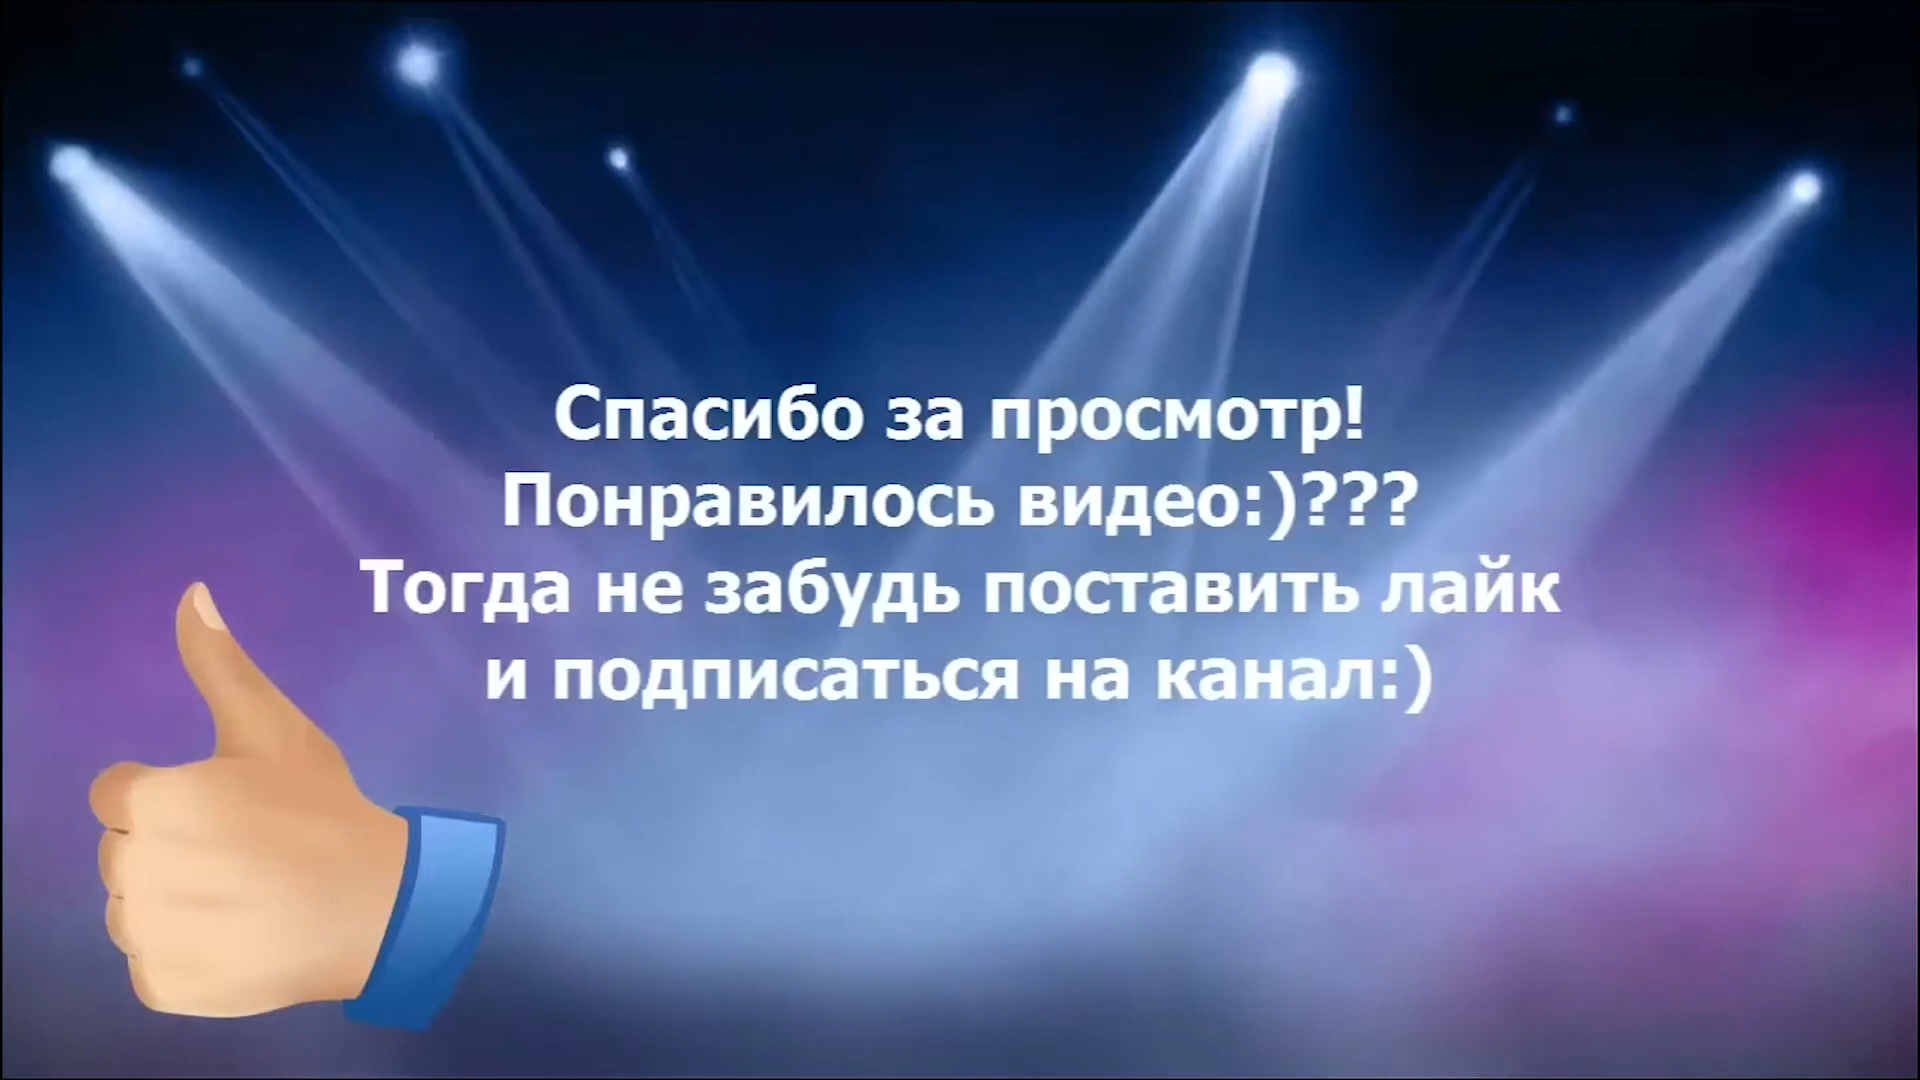 Спасибо за просмотр!
Понравилось видео:)???
Тогда не забудь поставить лайк
и подписаться на канал:)